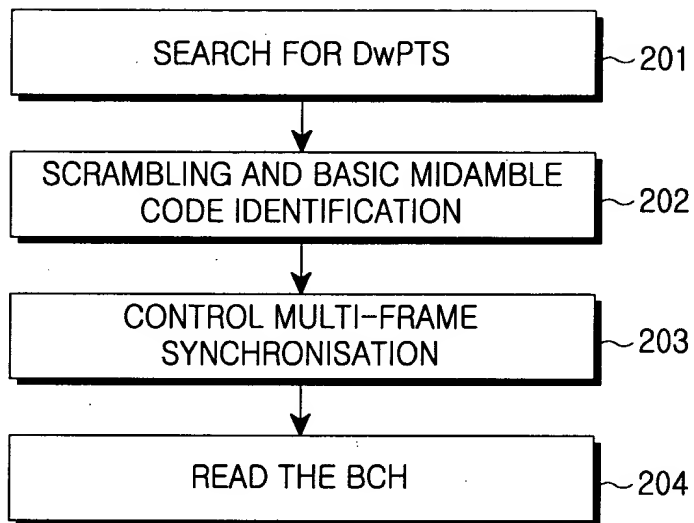 SEARCH FOR DwPTS
201
SCRAMBLING AND BASIC MIDAMBLE
CODE IDENTIFICATION
202
CONTROL MULTI-FRAME
SYNCHRONISATION
203
READ THE BCH
204